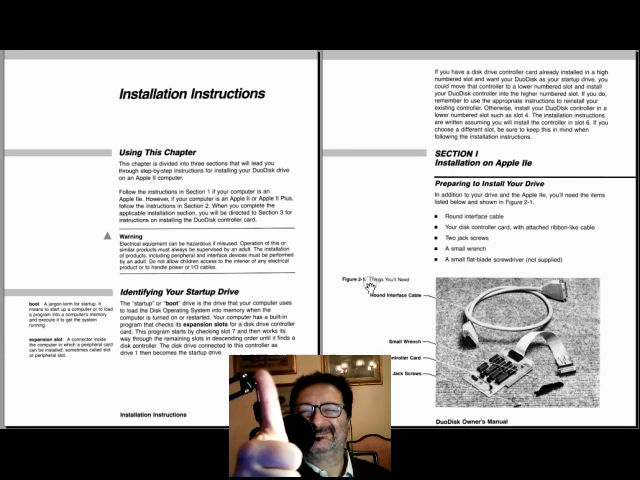 Installation Instructions
Using This Chapter
This chapter is divided into three sections that will lead you
through step-by-step instructions for installing your DuoDisk drive
on an Apple II computer.
Follow the instructions in Section 1 if your computer is an
Apple IIe. However, if your computer is an Apple II or Apple II Plus,
follow the instructions in Section 2. When you complete the
applicable installation section, you will be directed to Section 3 for
instructions on installing the DuoDisk controller card.
Warning
Electrical equipment can be hazardous if misused. Operation of this or
similar products must always be supervised by an adult. The installation
of products, including peripheral and interface devices must be performed
by an adult. Do not allow children access to the interior of any electrical
product or to handle power or I/O cables.
Identifying Your Startup Drive
The "startup" or "boot" drive is the drive that your computer uses
to load the Disk Operating System into memory when the
computer is turned on or restarted. Your computer has a built-in
program that checks its expansion slots for a disk drive controller
card. This program starts by checking slot 7 and then works its
way through the remaining slots in descending order until it finds a
disk controller. The disk drive connected to this controller as
drive 1 then becomes the startup drive.
boot A jargon term for startup. It
means to start up a computer or to load
a program into a computer's memory
and execute it to get the system
running.
expansion slot A connector inside
the computer in which a peripheral card
can be installed; sometimes called slot
or peripheral slot.
Installation Instructions
If you have a disk drive controller card already installed in a high
numbered slot and want your DuoDisk as your startup drive, you
could move that controller to a lower numbered slot and install
your DuoDisk controller into the higher numbered slot. If you do,
remember to use the appropriate instructions to reinstall your
existing controller. Otherwise, install your DuoDisk controller in a
lower numbered slot such as slot 4. The installation instructions
are written assuming you will install the controller in slot 6. If you
choose a different slot, be sure to keep this in mind when
following the installation instructions.
SECTION I
Installation on Apple IIe
Preparing to Install Your Drive
In addition to your drive and the Apple IIe, you'll need the items
listed below and shown in Figure 2-1.
Round interface cable
Your disk controller card, with attached ribbon-like cable
Two jack screws
A small wrench
A small flat-blade screwdriver (not supplied)
Figure 2-1. Things You'll Need
Round Interface Cable
Small Wrench
Card
Jack Screws
DuoDisk Owner's Manual